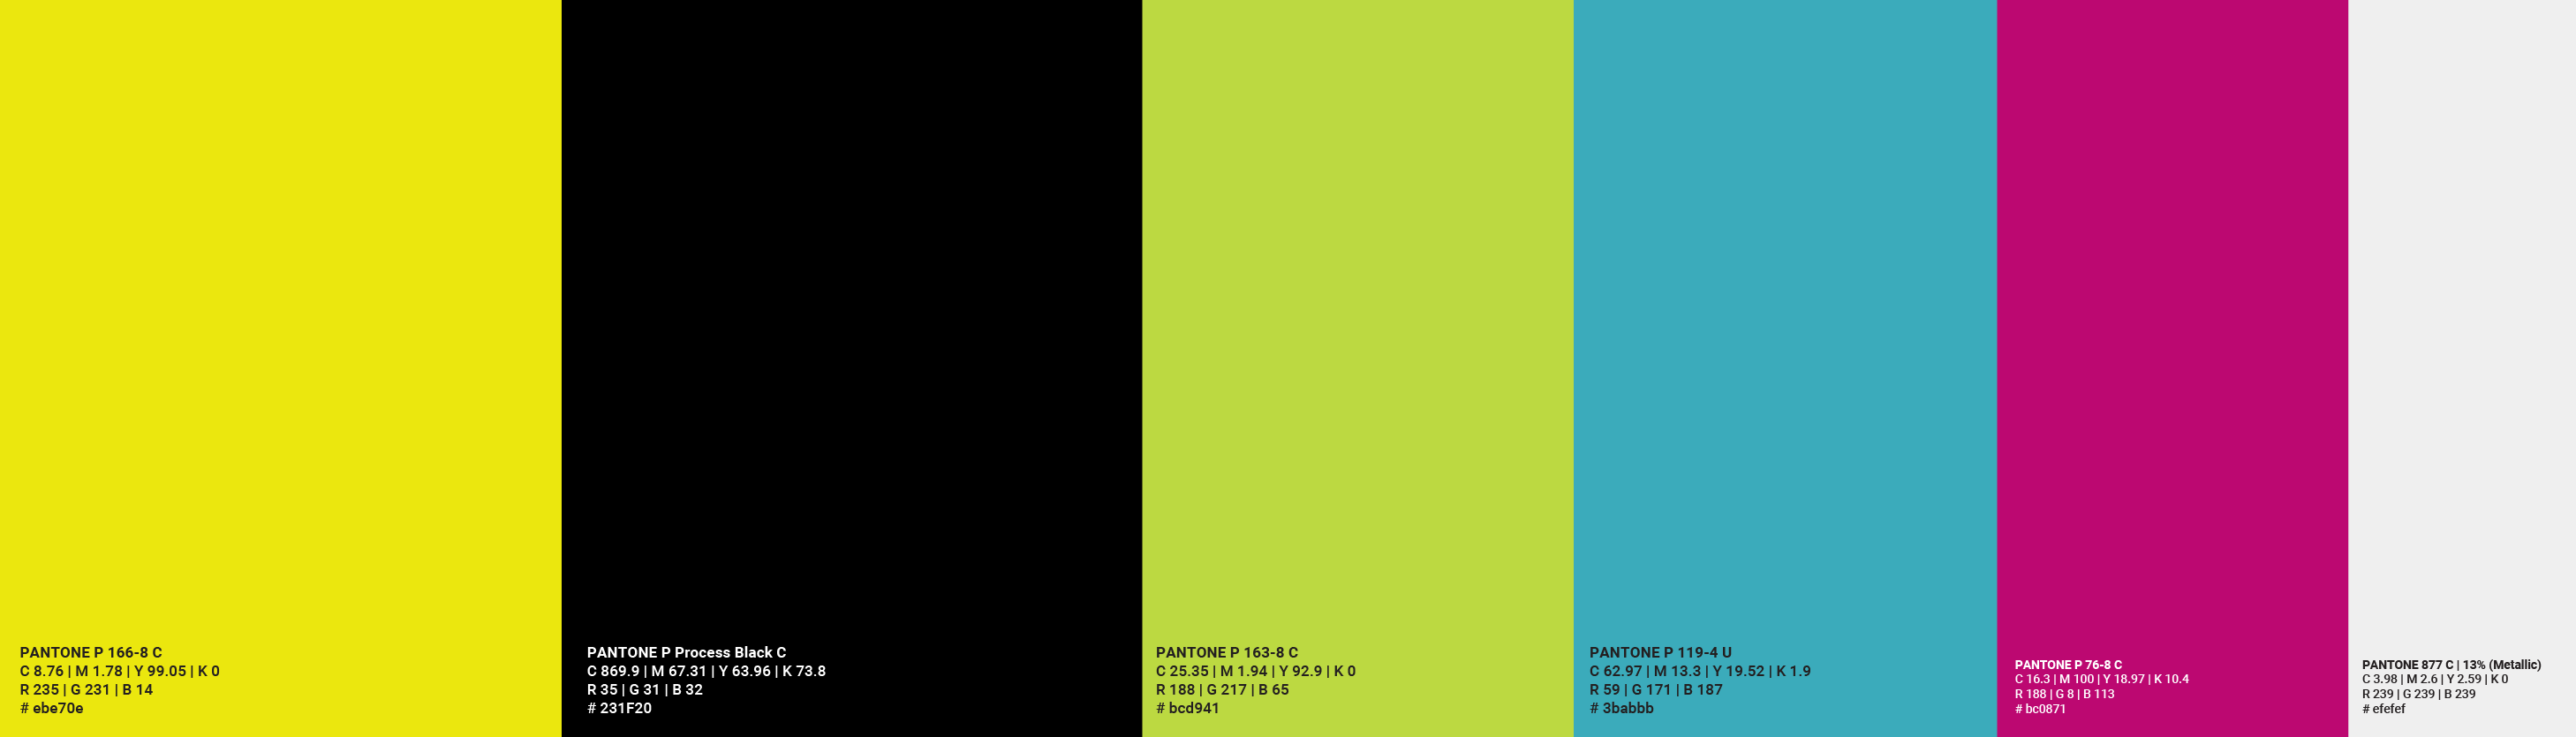 PANTONE P 166-8 C
C 8.76 | M 1.78 | Y 99.05 | K 0
R 235 | G 231 | B 14
# ebe70e
PANTONE P Process Black C
C 869.9 | M 67.31 | Y 63.96 | K 73.8
R 35 | G 31 | B 32
# 231F20
PANTONE P 163-8 C
C 25.35 | M 1.94 | Y 92.9 | K 0
R 188 | G 217 | B 65
# bcd941
PANTONE P 119-4 U
C 62.97 | M 13.3 | Y 19.52 | K 1.9
R 59 | G 171 | B 187
# 3babbb
PANTONE P 76-8 C
C 16.3 | M 100 | Y 18.97 | K 10.4
R 188 | G 8 | B 113
# bc0871
PANTONE 877 C | 13% (Metallic)
C 3.98 | M 2.6 | Y 2.59 | K 0
R 239 | G 239 | B 239
# efefef